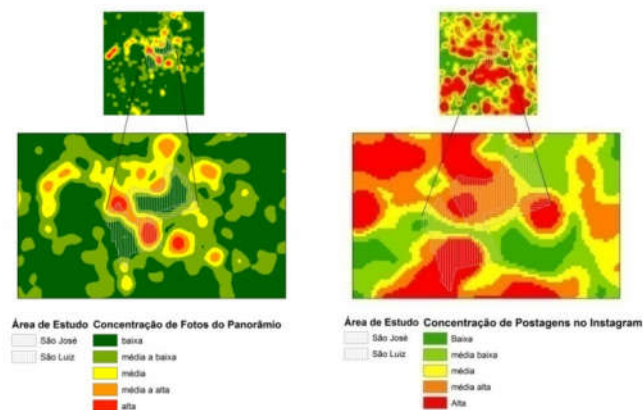 Área de Estudo Concentração de Fotos do Panorâmio
São José baixa
São Luiz média a baixa
média
média a alta
alta
Área de Estudo Concentração de Postagens no Instagram
São José Baixa
São Luiz média baixa
média
média alta
Alta